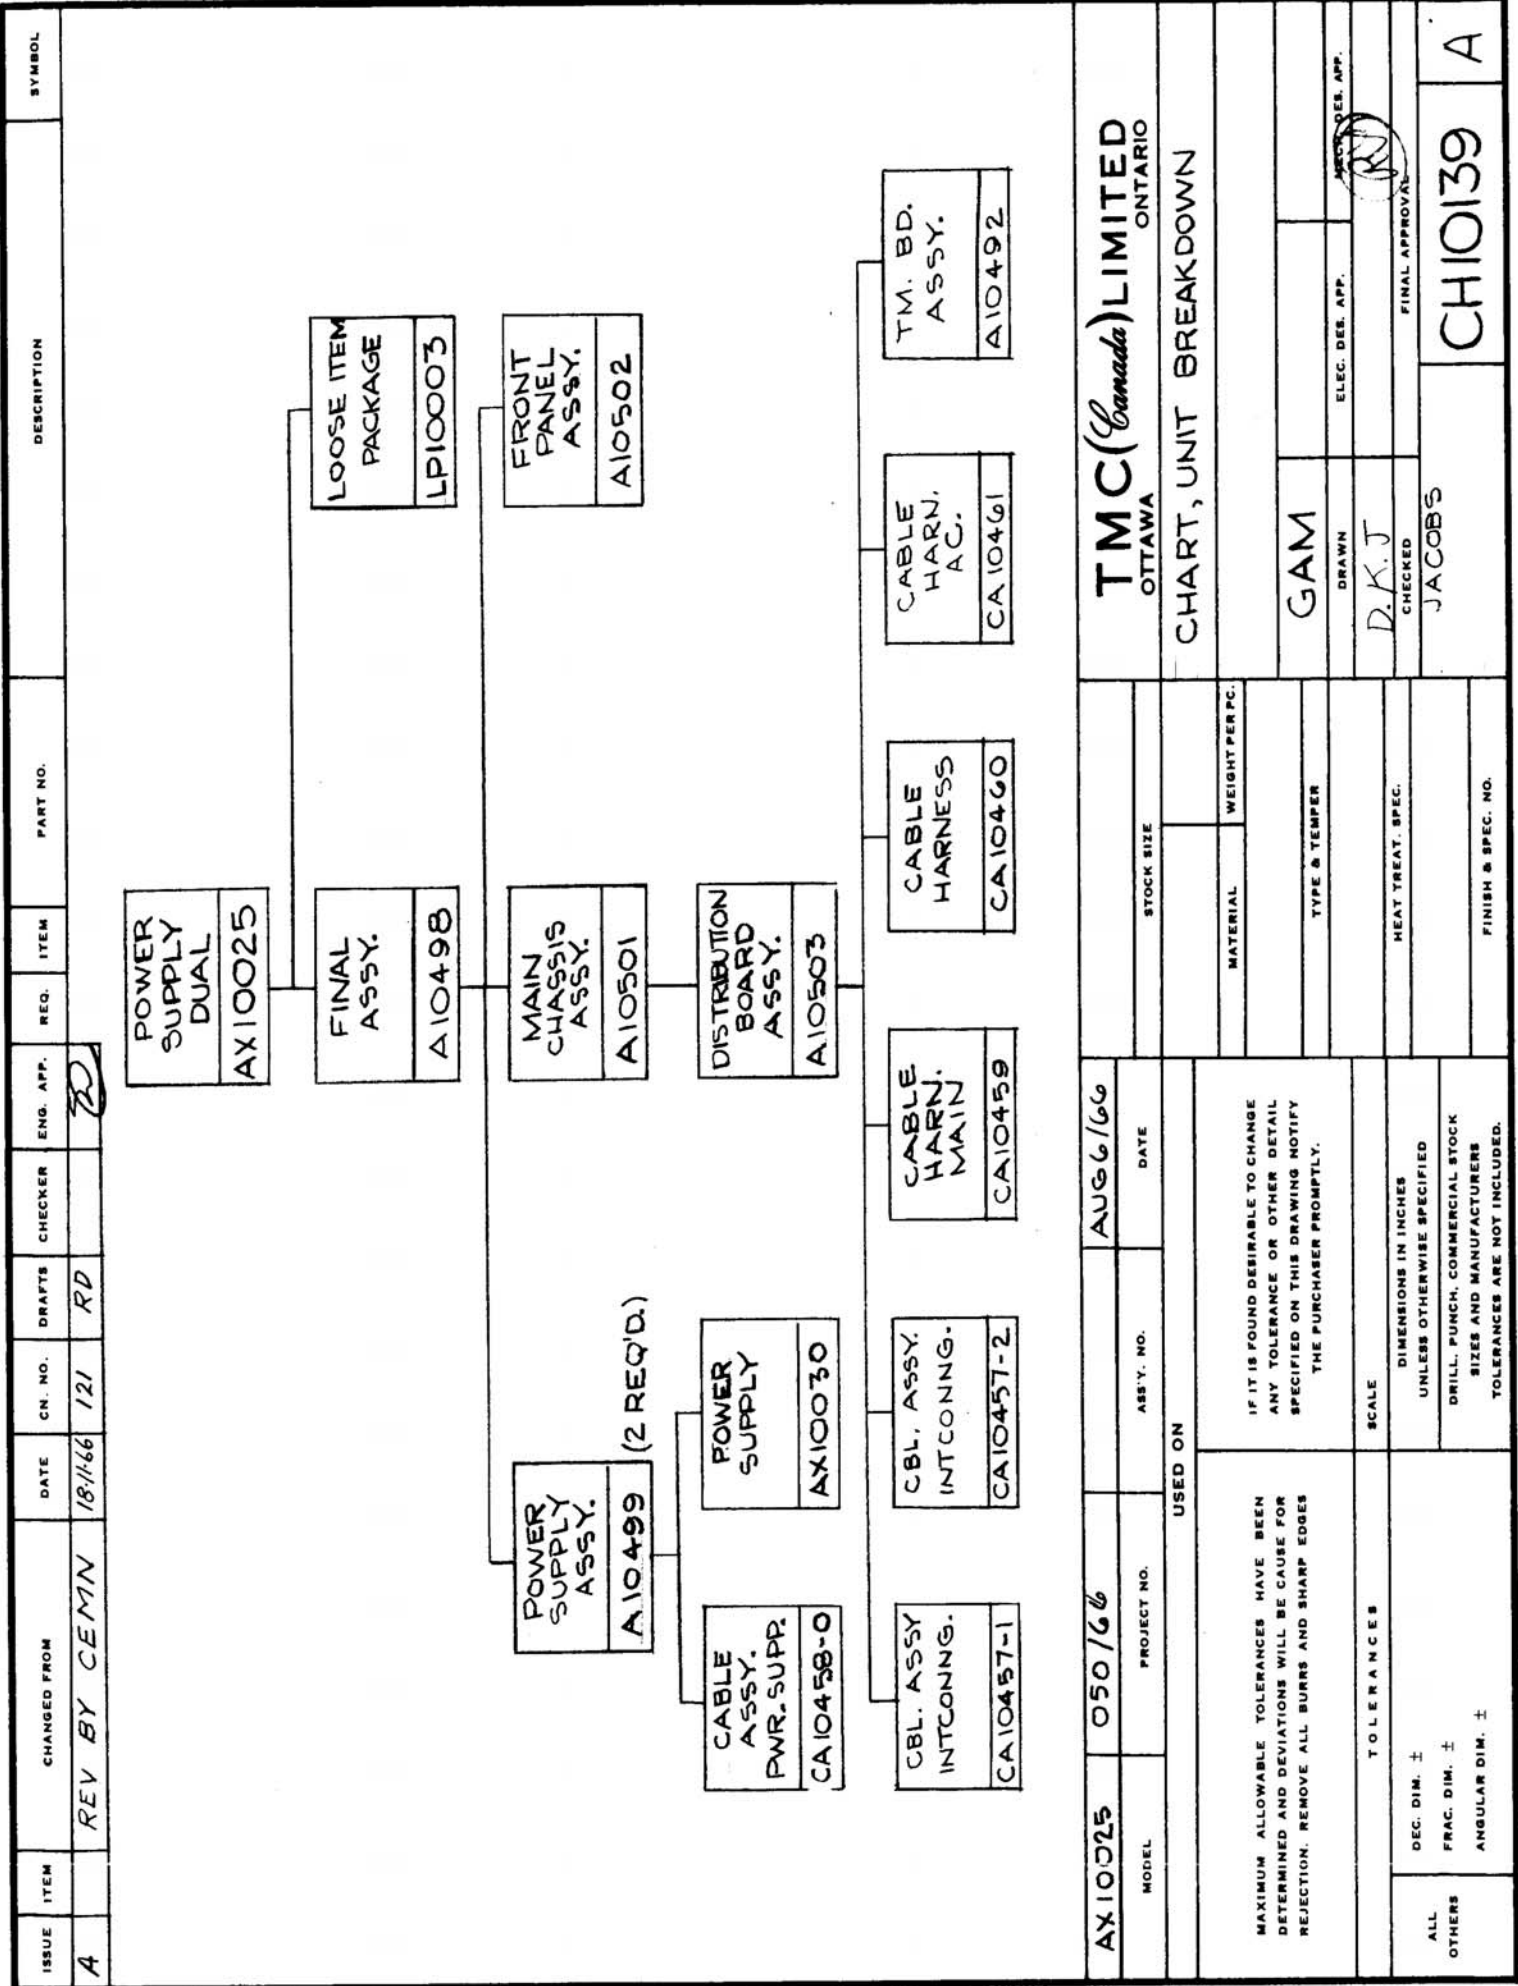 ISSUE ITEM CHANGED FROM DATE CN. NO. DRAFTS CHECKER ENG. APP. REQ. ITEM PART NO. DESCRIPTION SYMBOL
A REV BY CEMN 18·11·66 121 RD
POWER
SUPPLY
DUAL
AX10025
FINAL
ASSY.
A10498
LOOSE ITEM
PACKAGE
LP10003
POWER
SUPPLY
ASSY.
A10499 (2 REQ'D.)
MAIN
CHASSIS
ASSY.
A10501
FRONT
PANEL
ASSY.
A10502
CABLE
ASSY.
PWR. SUPP.
CA10458-0
POWER
SUPPLY
AX10030
DISTRIBUTION
BOARD
ASSY.
A10503
CBL. ASSY
INTCONNG.
CA10457-1
CBL. ASSY.
INTCONNG.
CA10457-2
CABLE
HARN.
MAIN
CA10459
CABLE
HARNESS
CA10460
CABLE
HARN.
AC.
CA10461
TM. BD.
ASSY.
A10492
AX10025 050/66 AUG 6/66
MODEL PROJECT NO. ASS'Y. NO. DATE
USED ON
MAXIMUM ALLOWABLE TOLERANCES HAVE BEEN
DETERMINED AND DEVIATIONS WILL BE CAUSE FOR
REJECTION. REMOVE ALL BURRS AND SHARP EDGES
IF IT IS FOUND DESIRABLE TO CHANGE
ANY TOLERANCE OR OTHER DETAIL
SPECIFIED ON THIS DRAWING NOTIFY
THE PURCHASER PROMPTLY.
TOLERANCES
SCALE
ALL
OTHERS
DEC. DIM. ±
FRAC. DIM. ±
ANGULAR DIM. ±
DIMENSIONS IN INCHES
UNLESS OTHERWISE SPECIFIED
DRILL, PUNCH, COMMERCIAL STOCK
SIZES AND MANUFACTURERS
TOLERANCES ARE NOT INCLUDED.
STOCK SIZE
MATERIAL WEIGHT PER PC.
TYPE & TEMPER
HEAT TREAT. SPEC.
FINISH & SPEC. NO.
TMC (Canada) LIMITED
OTTAWA ONTARIO
CHART, UNIT BREAKDOWN
GAM
DRAWN ELEC. DES. APP. MECH. DES. APP.
D.K.J
CHECKED FINAL APPROVAL
JACOBS
CH10139 A